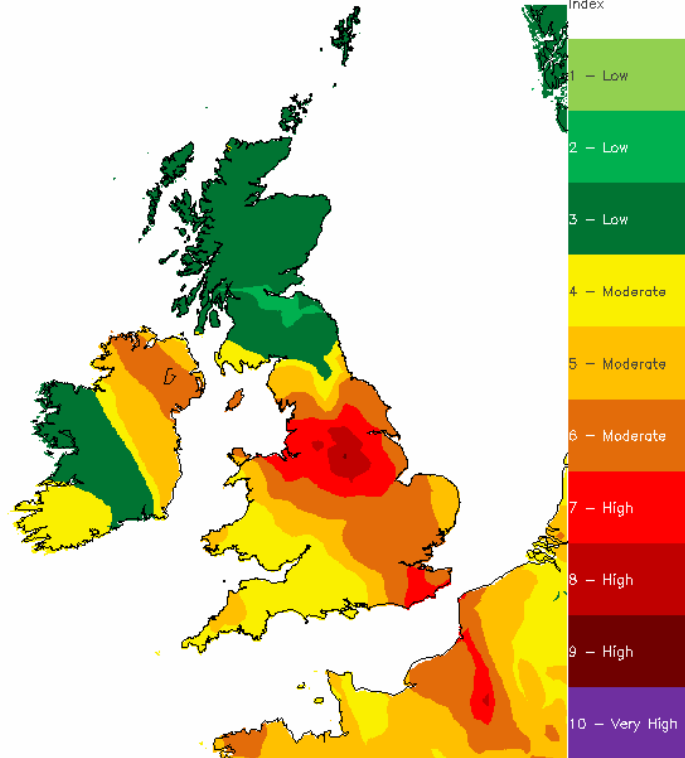 Index
1 – Low
2 – Low
3 – Low
4 – Moderate
5 – Moderate
6 – Moderate
7 – High
8 – High
9 – High
10 – Very High